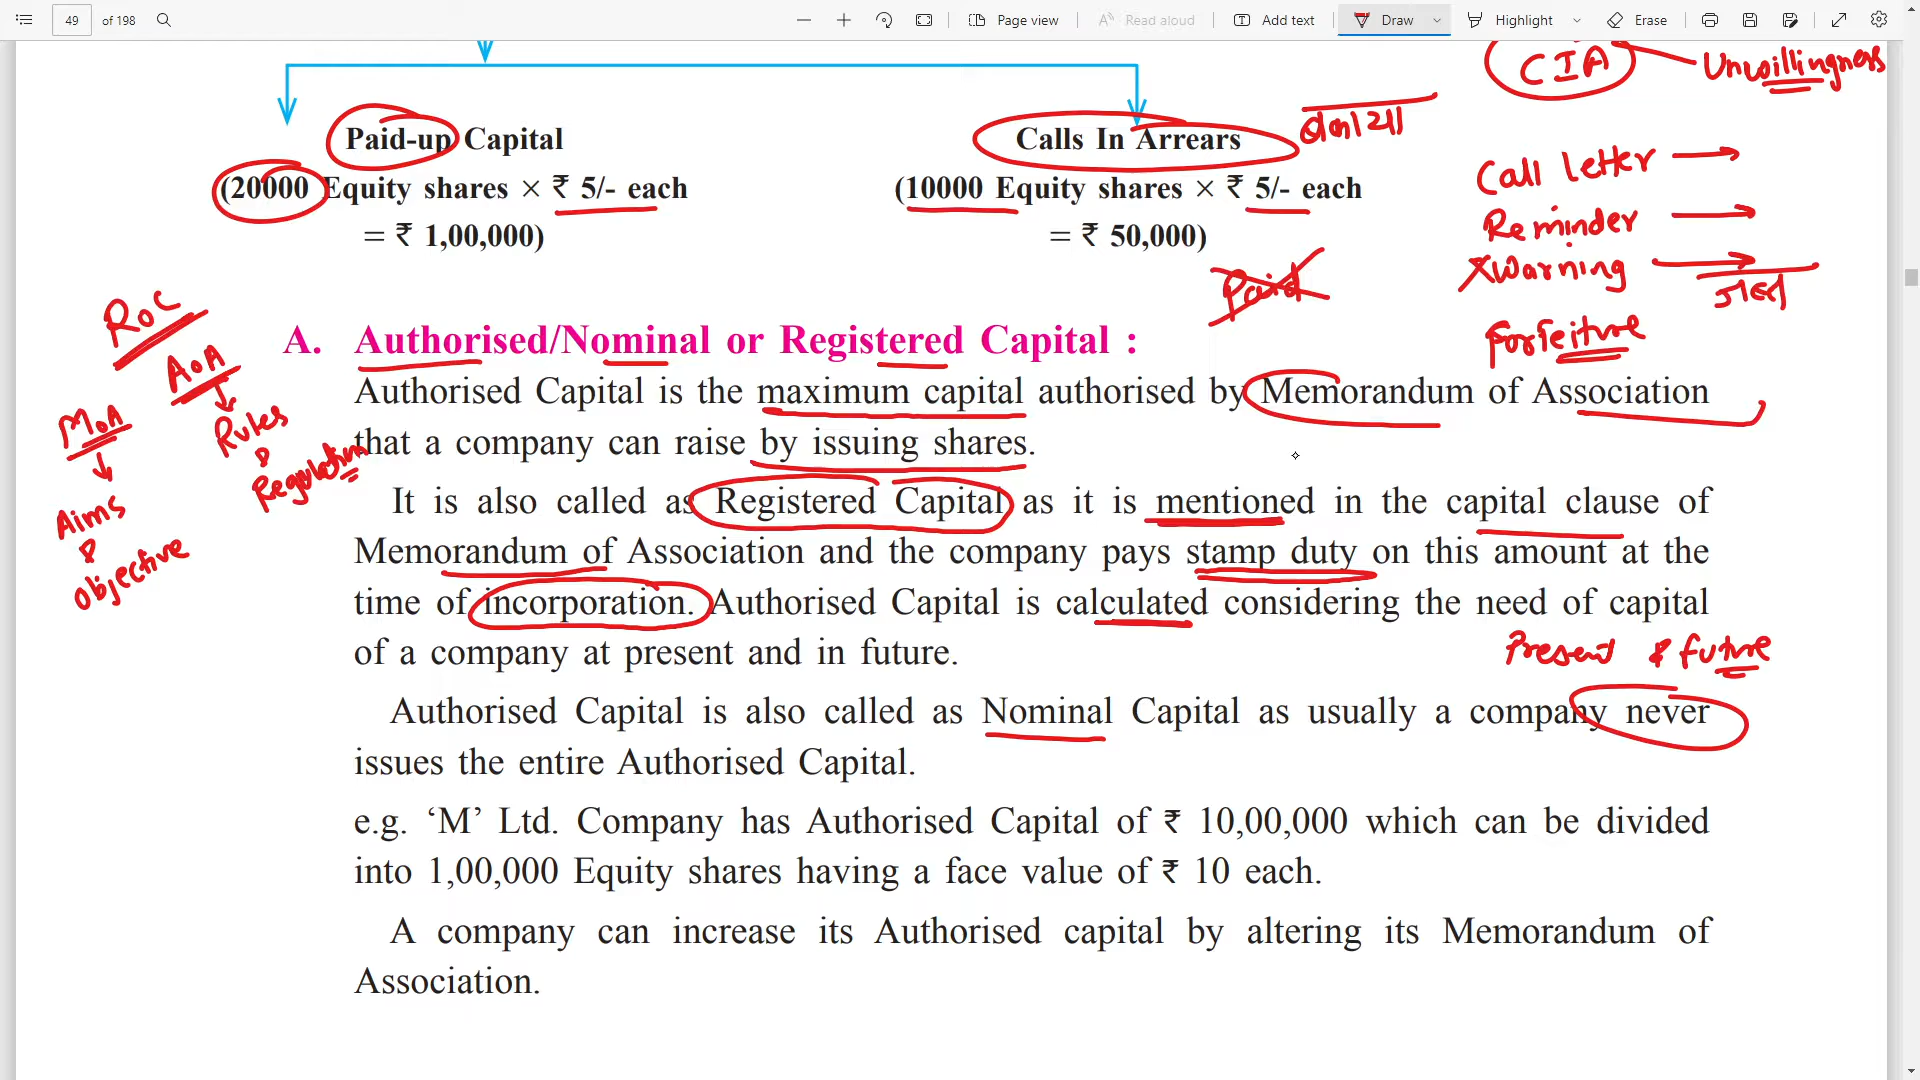 49 of 198 Page view Read aloud Add text Draw Highlight Erase
CIA Unwillingness
Paid-up Capital Calls In Arrears
(20000 Equity shares × ₹ 5/- each (10000 Equity shares × ₹ 5/- each
= ₹ 1,00,000) = ₹ 50,000)
Call letter
Reminder
Warning
Paid
Forfeiture
ROC
AOA
Rules
&
Regulation
MOA
Aims
&
Objective
A. Authorised/Nominal or Registered Capital :
Authorised Capital is the maximum capital authorised by Memorandum of Association
that a company can raise by issuing shares.
It is also called as Registered Capital as it is mentioned in the capital clause of
Memorandum of Association and the company pays stamp duty on this amount at the
time of incorporation. Authorised Capital is calculated considering the need of capital
of a company at present and in future.
Present & future
Authorised Capital is also called as Nominal Capital as usually a company never
issues the entire Authorised Capital.
e.g. ‘M’ Ltd. Company has Authorised Capital of ₹ 10,00,000 which can be divided
into 1,00,000 Equity shares having a face value of ₹ 10 each.
A company can increase its Authorised capital by altering its Memorandum of
Association.